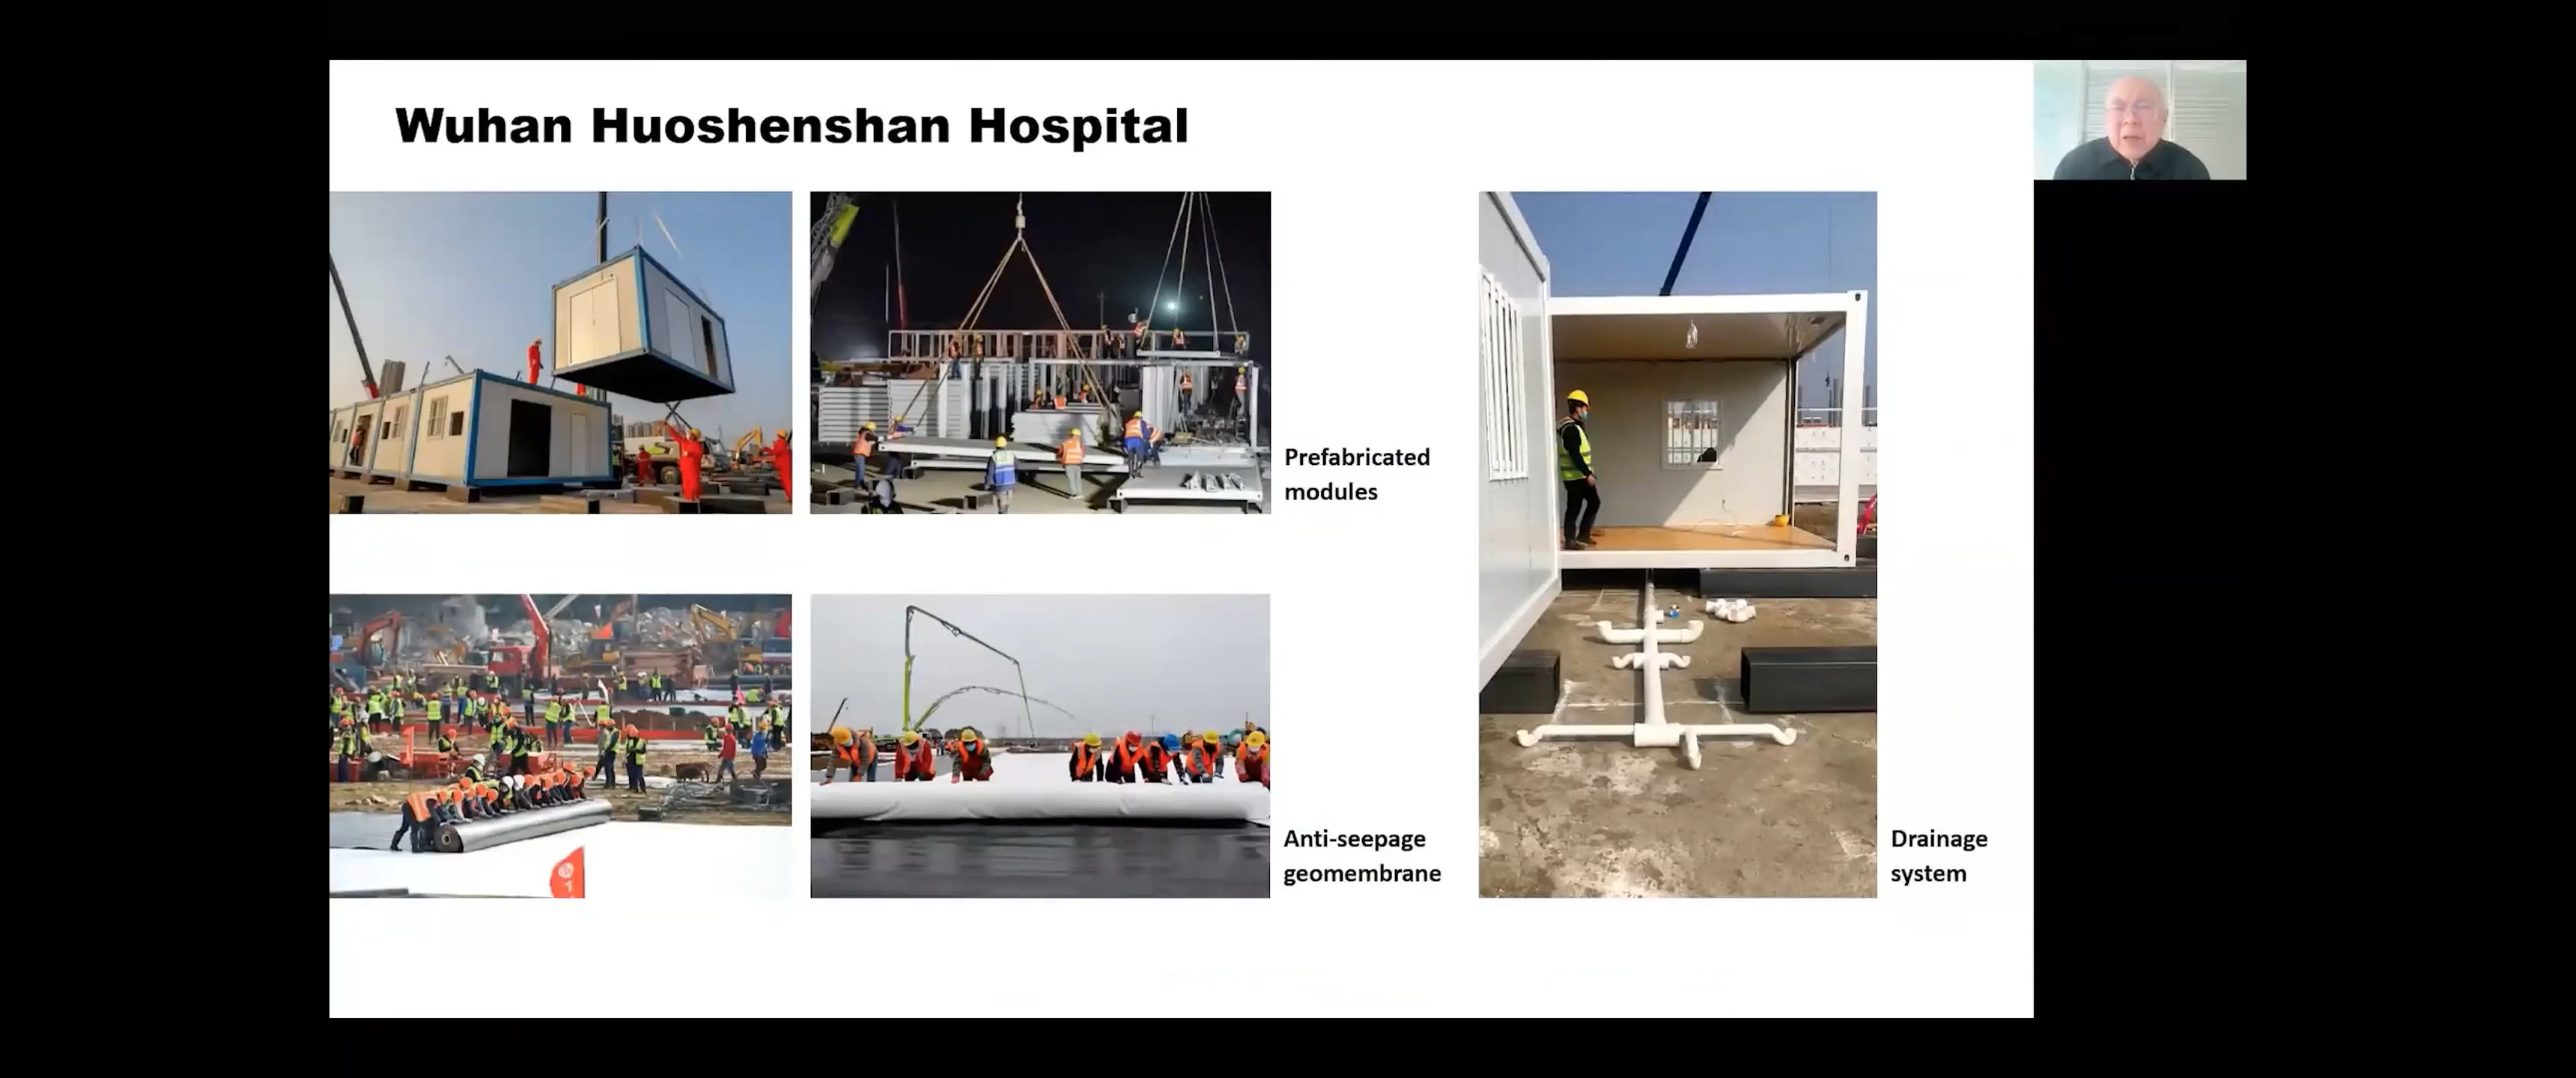 Wuhan Huoshenshan Hospital
Prefabricated
modules
Anti-seepage
geomembrane
Drainage
system